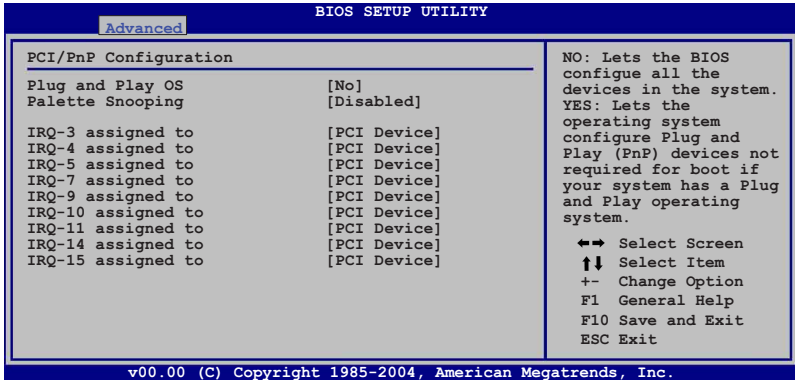 BIOS SETUP UTILITY
Advanced
PCI/PnP Configuration
Plug and Play OS [No]
Palette Snooping [Disabled]
IRQ-3 assigned to [PCI Device]
IRQ-4 assigned to [PCI Device]
IRQ-5 assigned to [PCI Device]
IRQ-7 assigned to [PCI Device]
IRQ-9 assigned to [PCI Device]
IRQ-10 assigned to [PCI Device]
IRQ-11 assigned to [PCI Device]
IRQ-14 assigned to [PCI Device]
IRQ-15 assigned to [PCI Device]
NO: Lets the BIOS
configue all the
devices in the system.
YES: Lets the
operating system
configure Plug and
Play (PnP) devices not
required for boot if
your system has a Plug
and Play operating
system.
←→ Select Screen
↑↓ Select Item
+- Change Option
F1 General Help
F10 Save and Exit
ESC Exit
v00.00 (C) Copyright 1985-2004, American Megatrends, Inc.